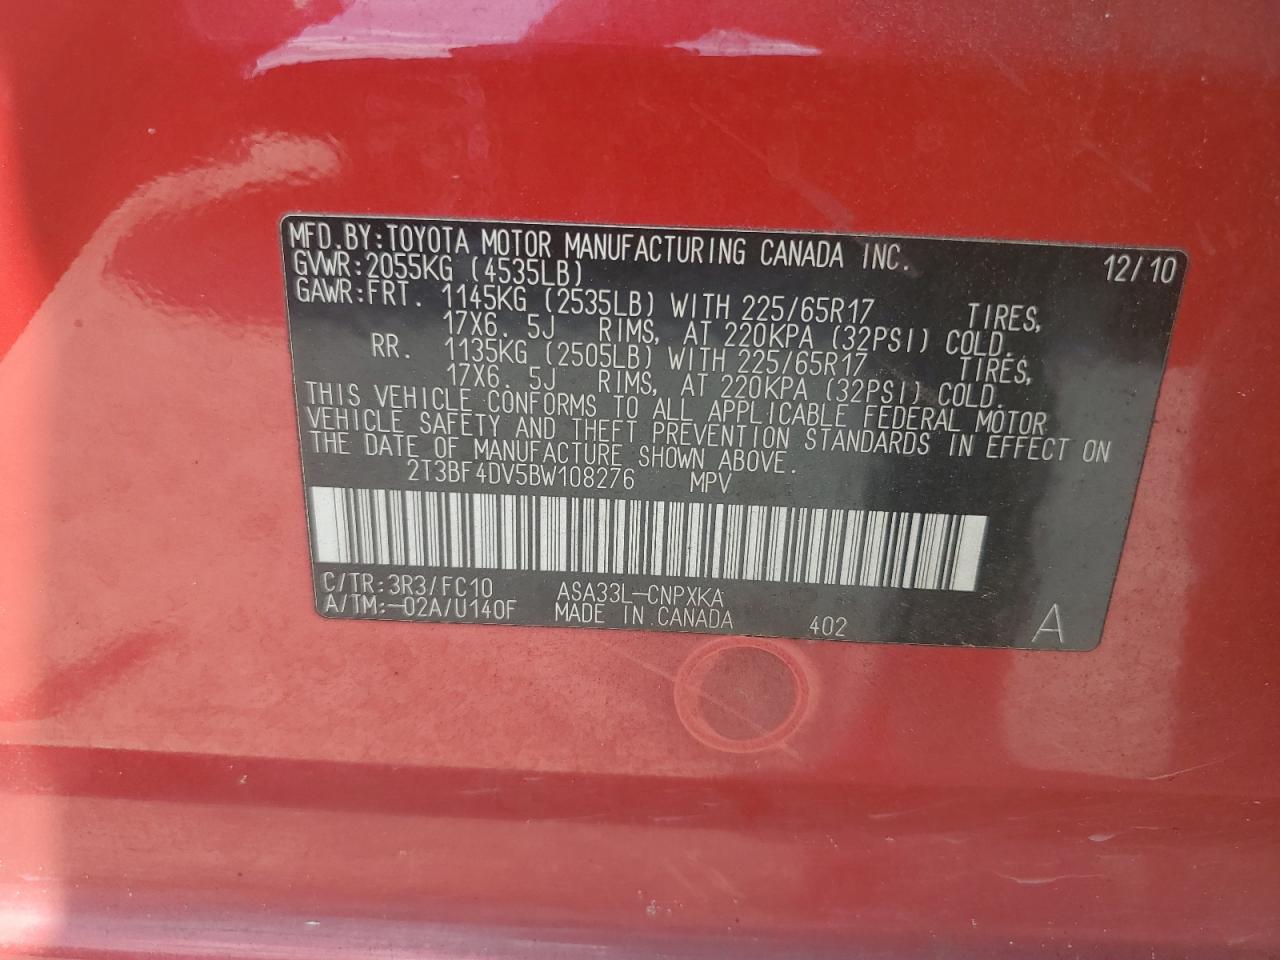 MFD.BY:TOYOTA MOTOR MANUFACTURING CANADA INC. 12/10
GVWR:2055KG (4535LB)
GAWR:FRT. 1145KG (2535LB) WITH 225/65R17 TIRES,
17X6.5J RIMS, AT 220KPA (32PSI) COLD.
RR. 1135KG (2505LB) WITH 225/65R17 TIRES,
17X6.5J RIMS, AT 220KPA (32PSI) COLD.
THIS VEHICLE CONFORMS TO ALL APPLICABLE FEDERAL MOTOR
VEHICLE SAFETY AND THEFT PREVENTION STANDARDS IN EFFECT ON
THE DATE OF MANUFACTURE SHOWN ABOVE.
2T3BF4DV5BW108276 MPV
C/TR:3R3/FC10 ASA33L-CNPXKA
A/TM:-02A/U140F MADE IN CANADA 402 A